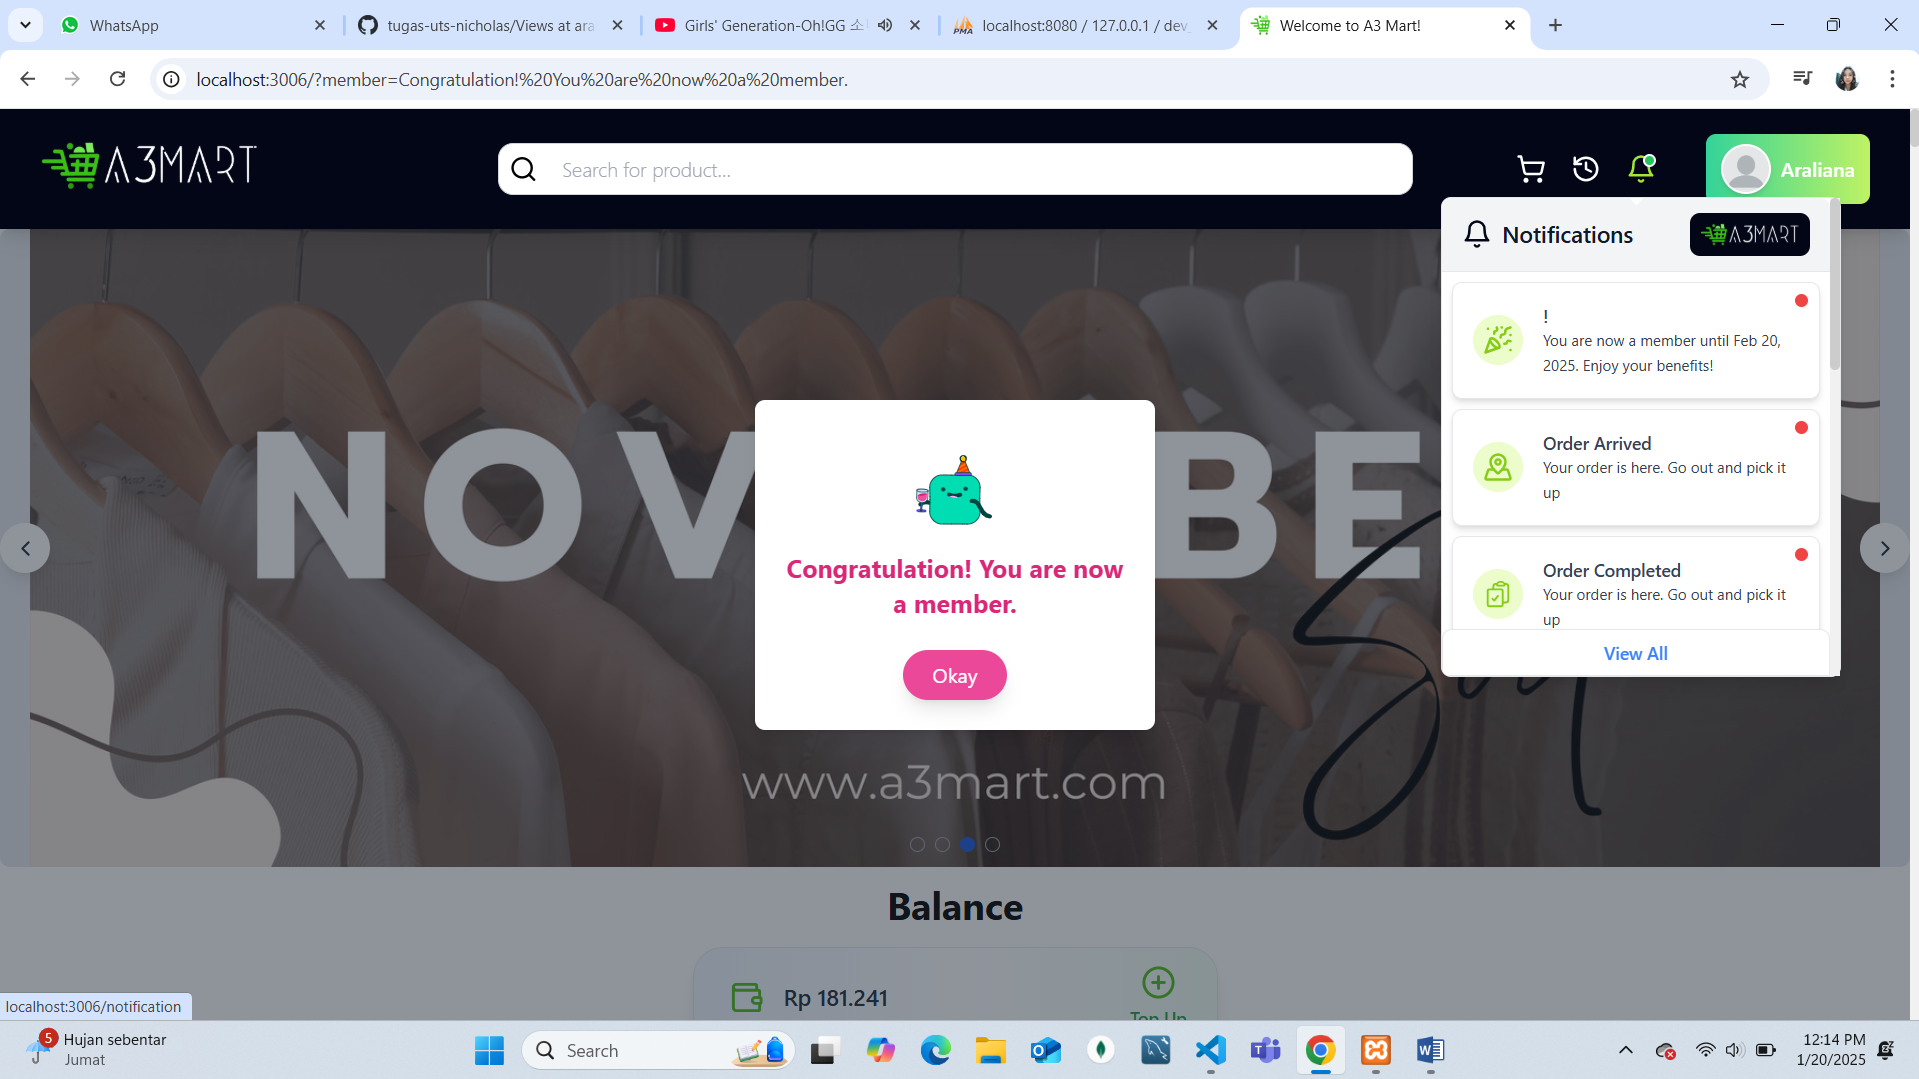 WhatsApp
tugas-uts-nicholas/Views at ara
Girls' Generation-Oh!GG 소
localhost:8080 / 127.0.0.1 / dev_
Welcome to A3 Mart!
localhost:3006/?member=Congratulation!%20You%20are%20now%20a%20member.
A3MART
Search for product...
Araliana
Notifications
A3MART
!
You are now a member until Feb 20,
2025. Enjoy your benefits!
Order Arrived
Your order is here. Go out and pick it
up
Order Completed
Your order is here. Go out and pick it
up
View All
NOV BE
Congratulation! You are now
a member.
Okay
www.a3mart.com
Balance
Rp 181.241
Top Up
localhost:3006/notification
5
Hujan sebentar
Jumat
Search
12:14 PM
1/20/2025